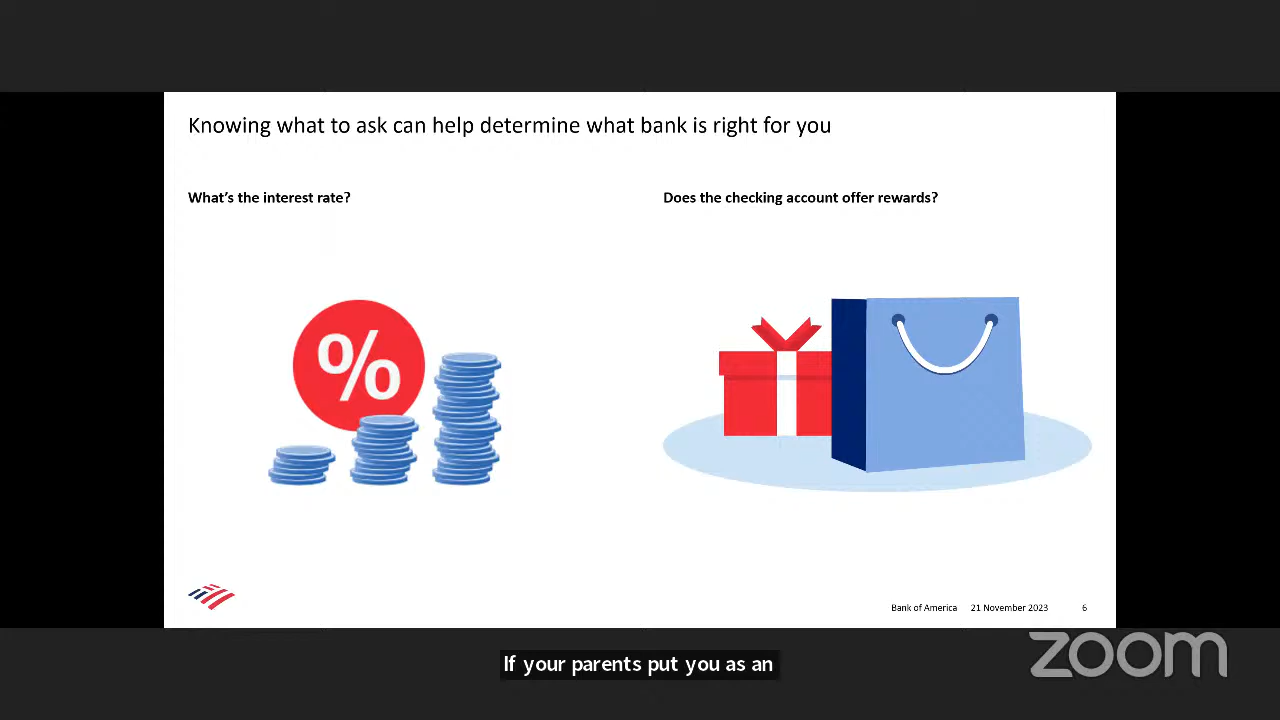 Knowing what to ask can help determine what bank is right for you
What’s the interest rate?
Does the checking account offer rewards?
%
Bank of America 21 November 2023 6
If your parents put you as an
zoom